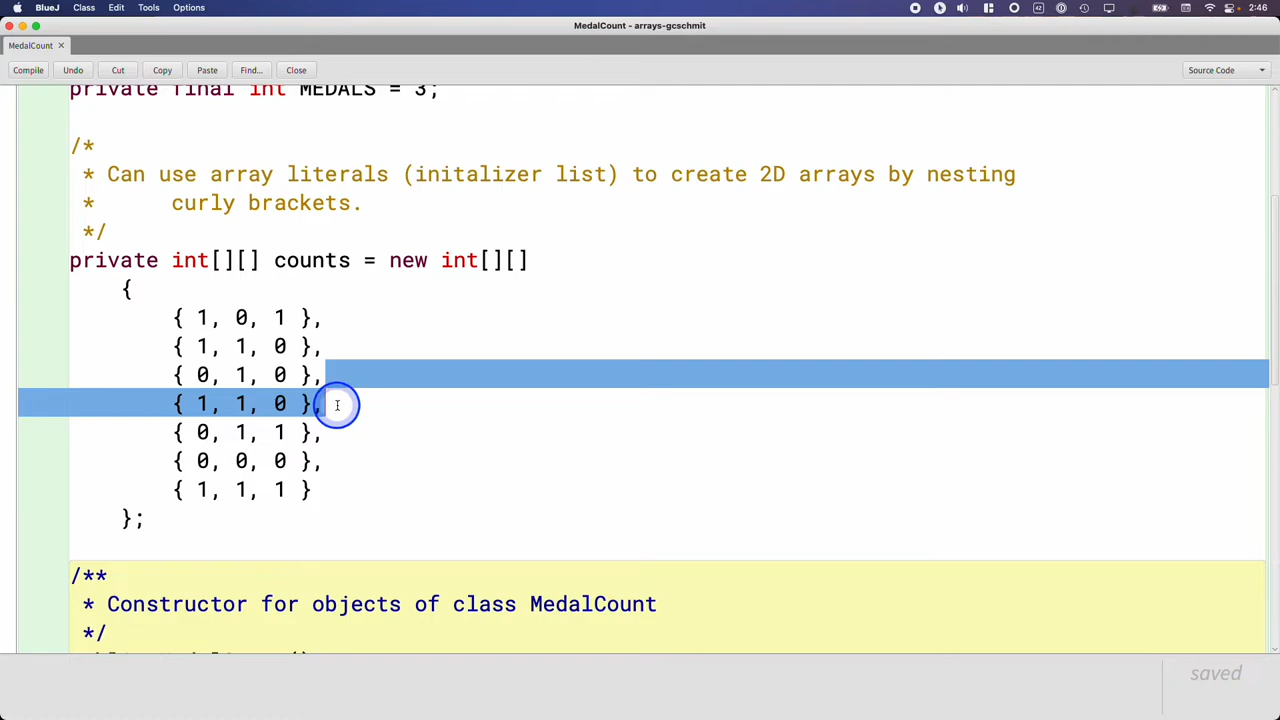 BlueJ Class Edit Tools Options 2:46
MedalCount - arrays-gcschmit
MedalCount ×
Compile Undo Cut Copy Paste Find... Close Source Code
private final int MEDALS = 3;
/*
* Can use array literals (initalizer list) to create 2D arrays by nesting
* curly brackets.
*/
private int[][] counts = new int[][]
{
{ 1, 0, 1 },
{ 1, 1, 0 },
{ 0, 1, 0 },
{ 1, 1, 0 },
{ 0, 1, 1 },
{ 0, 0, 0 },
{ 1, 1, 1 }
};
/**
* Constructor for objects of class MedalCount
*/
saved